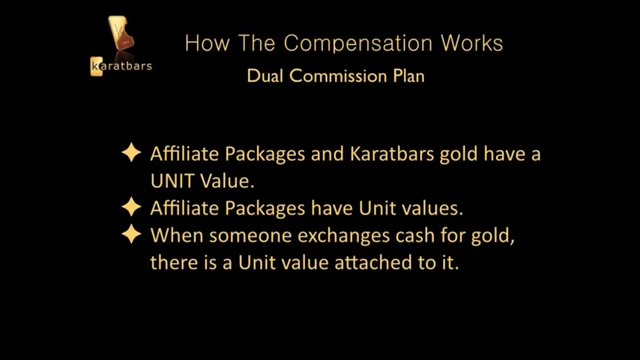 How The Compensation Works
karatbars
Dual Commission Plan
Affiliate Packages and Karatbars gold have a
UNIT Value.
Affiliate Packages have Unit values.
When someone exchanges cash for gold,
there is a Unit value attached to it.